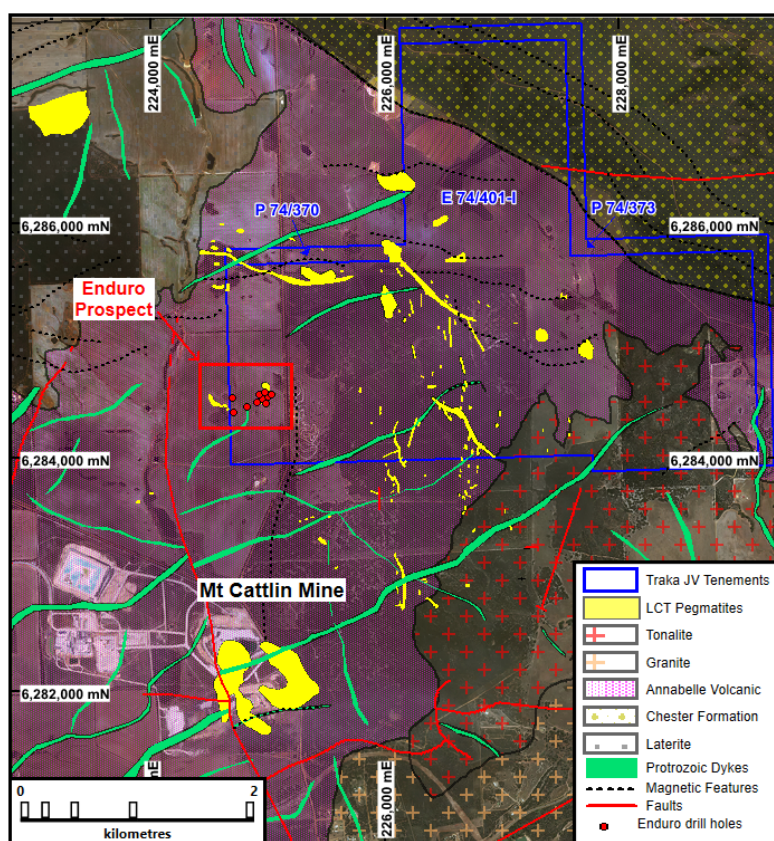 224,000 mE
226,000 mE
228,000 mE
P 74/370
E 74/401-I
P 74/373
6,286,000 mN
6,286,000 mN
Enduro
Prospect
6,284,000 mN
6,284,000 mN
Mt Cattlin Mine
6,282,000 mN
mE
226,000 mE
0
2
kilometres
Traka JV Tenements
LCT Pegmatites
Tonalite
Granite
Annabelle Volcanic
Chester Formation
Laterite
Protrozoic Dykes
Magnetic Features
Faults
Enduro drill holes